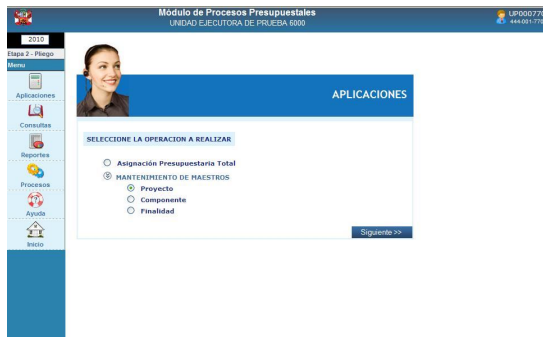 Módulo de Procesos Presupuestales
UNIDAD EJECUTORA DE PRUEBA 6000
2010
Etapa 2 - Pliego
Menu
Aplicaciones
Consultas
Reportes
Procesos
Ayuda
Inicio
APLICACIONES
SELECCIONE LA OPERACION A REALIZAR
Asignación Presupuestaria Total
MANTENIMIENTO DE MAESTROS
Proyecto
Componente
Finalidad
Siguiente >>